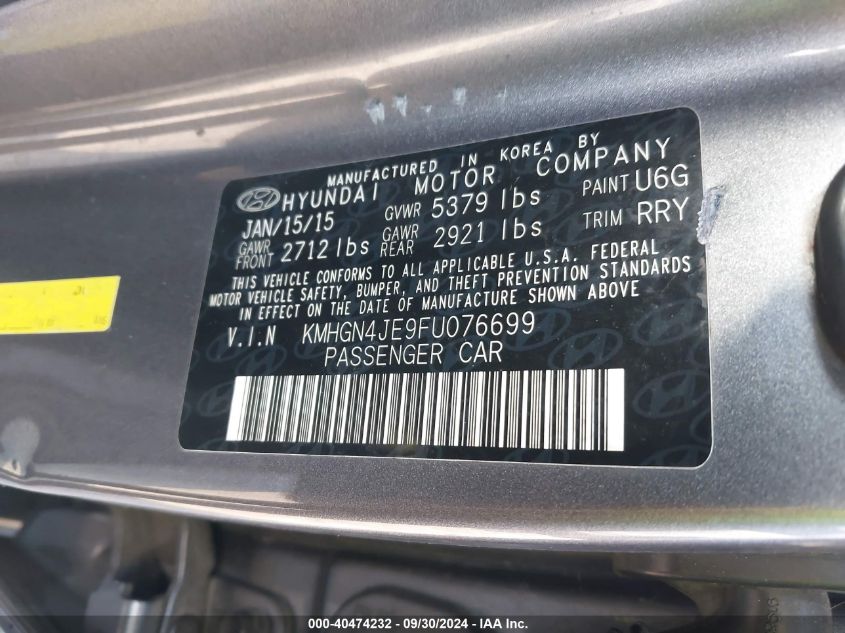 MANUFACTURED IN KOREA BY
HYUNDAI MOTOR COMPANY
JAN/15/15 GVWR 5379 lbs PAINT U6G
GAWR FRONT 2712 lbs GAWR REAR 2921 lbs TRIM RRY
THIS VEHICLE CONFORMS TO ALL APPLICABLE U.S.A. FEDERAL
MOTOR VEHICLE SAFETY, BUMPER, AND THEFT PREVENTION STANDARDS
IN EFFECT ON THE DATE OF MANUFACTURE SHOWN ABOVE
V.I.N KMHGN4JE9FU076699
PASSENGER CAR
000-40474232 - 09/30/2024 - IAA Inc.